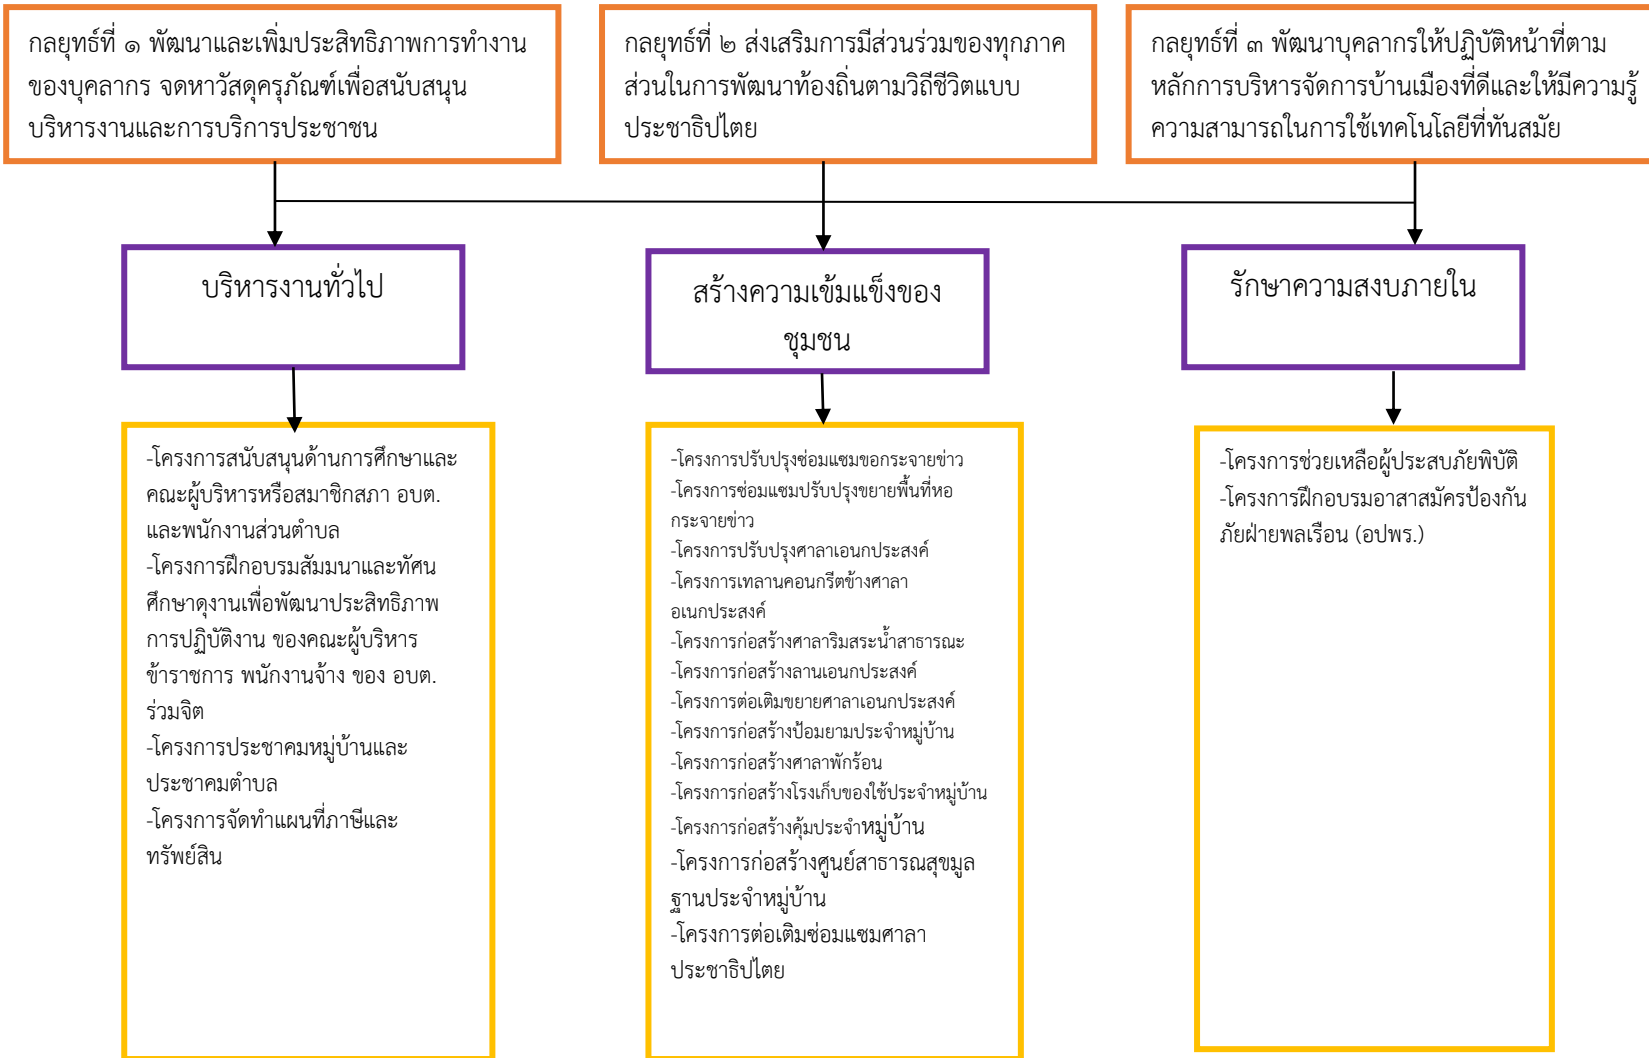 กลยุทธ์ที่ ๑ พัฒนาและเพิ่มประสิทธิภาพการทำงาน
ของบุคลากร จดหาวัสดุครุภัณฑ์เพื่อสนับสนุน
บริหารงานและการบริการประชาชน
กลยุทธ์ที่ ๒ ส่งเสริมการมีส่วนร่วมของทุกภาค
ส่วนในการพัฒนาท้องถิ่นตามวิถีชีวิตแบบ
ประชาธิปไตย
กลยุทธ์ที่ ๓ พัฒนาบุคลากรให้ปฏิบัติหน้าที่ตาม
หลักการบริหารจัดการบ้านเมืองที่ดีและให้มีความรู้
ความสามารถในการใช้เทคโนโลยีที่ทันสมัย
บริหารงานทั่วไป
สร้างความเข้มแข็งของ
ชุมชน
รักษาความสงบภายใน
-โครงการสนับสนุนด้านการศึกษาและ
คณะผู้บริหารหรือสมาชิกสภา อบต.
และพนักงานส่วนตำบล
-โครงการฝึกอบรมสัมมนาและทัศน
ศึกษาดุงานเพื่อพัฒนาประสิทธิภาพ
การปฏิบัติงาน ของคณะผู้บริหาร
ข้าราชการ พนักงานจ้าง ของ อบต.
ร่วมจิต
-โครงการประชาคมหมู่บ้านและ
ประชาคมตำบล
-โครงการจัดทำแผนที่ภาษีและ
ทรัพย์สิน
-โครงการปรับปรุงซ่อมแซมขอกระจายข่าว
-โครงการซ่อมแซมปรับปรุงขยายพื้นที่หอ
กระจายข่าว
-โครงการปรับปรุงศาลาเอนกประสงค์
-โครงการเทลานคอนกรีตข้างศาลา
อเนกประสงค์
-โครงการก่อสร้างศาลาริมสระน้ำสาธารณะ
-โครงการก่อสร้างลานเอนกประสงค์
-โครงการต่อเติมขยายศาลาเอนกประสงค์
-โครงการก่อสร้างป้อมยามประจำหมู่บ้าน
-โครงการก่อสร้างศาลาพักร้อน
-โครงการก่อสร้างโรงเก็บของใช้ประจำหมู่บ้าน
-โครงการก่อสร้างคุ้มประจำหมู่บ้าน
-โครงการก่อสร้างศูนย์สาธารณสุขมูล
ฐานประจำหมู่บ้าน
-โครงการต่อเติมซ่อมแซมศาลา
ประชาธิปไตย
-โครงการช่วยเหลือผู้ประสบภัยพิบัติ
-โครงการฝึกอบรมอาสาสมัครป้องกัน
ภัยฝ่ายพลเรือน (อปพร.)